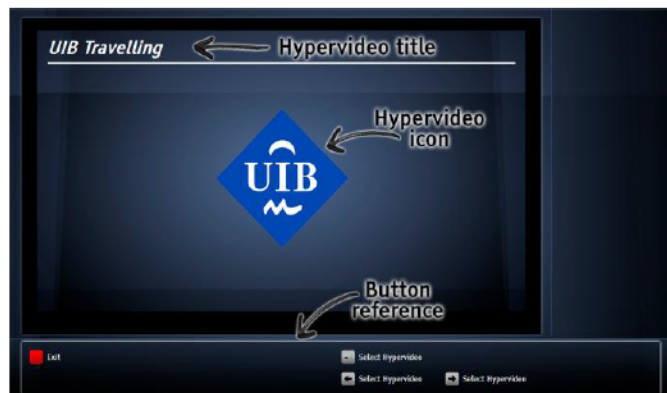 UIB Travelling
Hypervideo title
Hypervideo
icon
UIB
Button
reference
Exit
Select Hypervideo
Select Hypervideo
Select Hypervideo